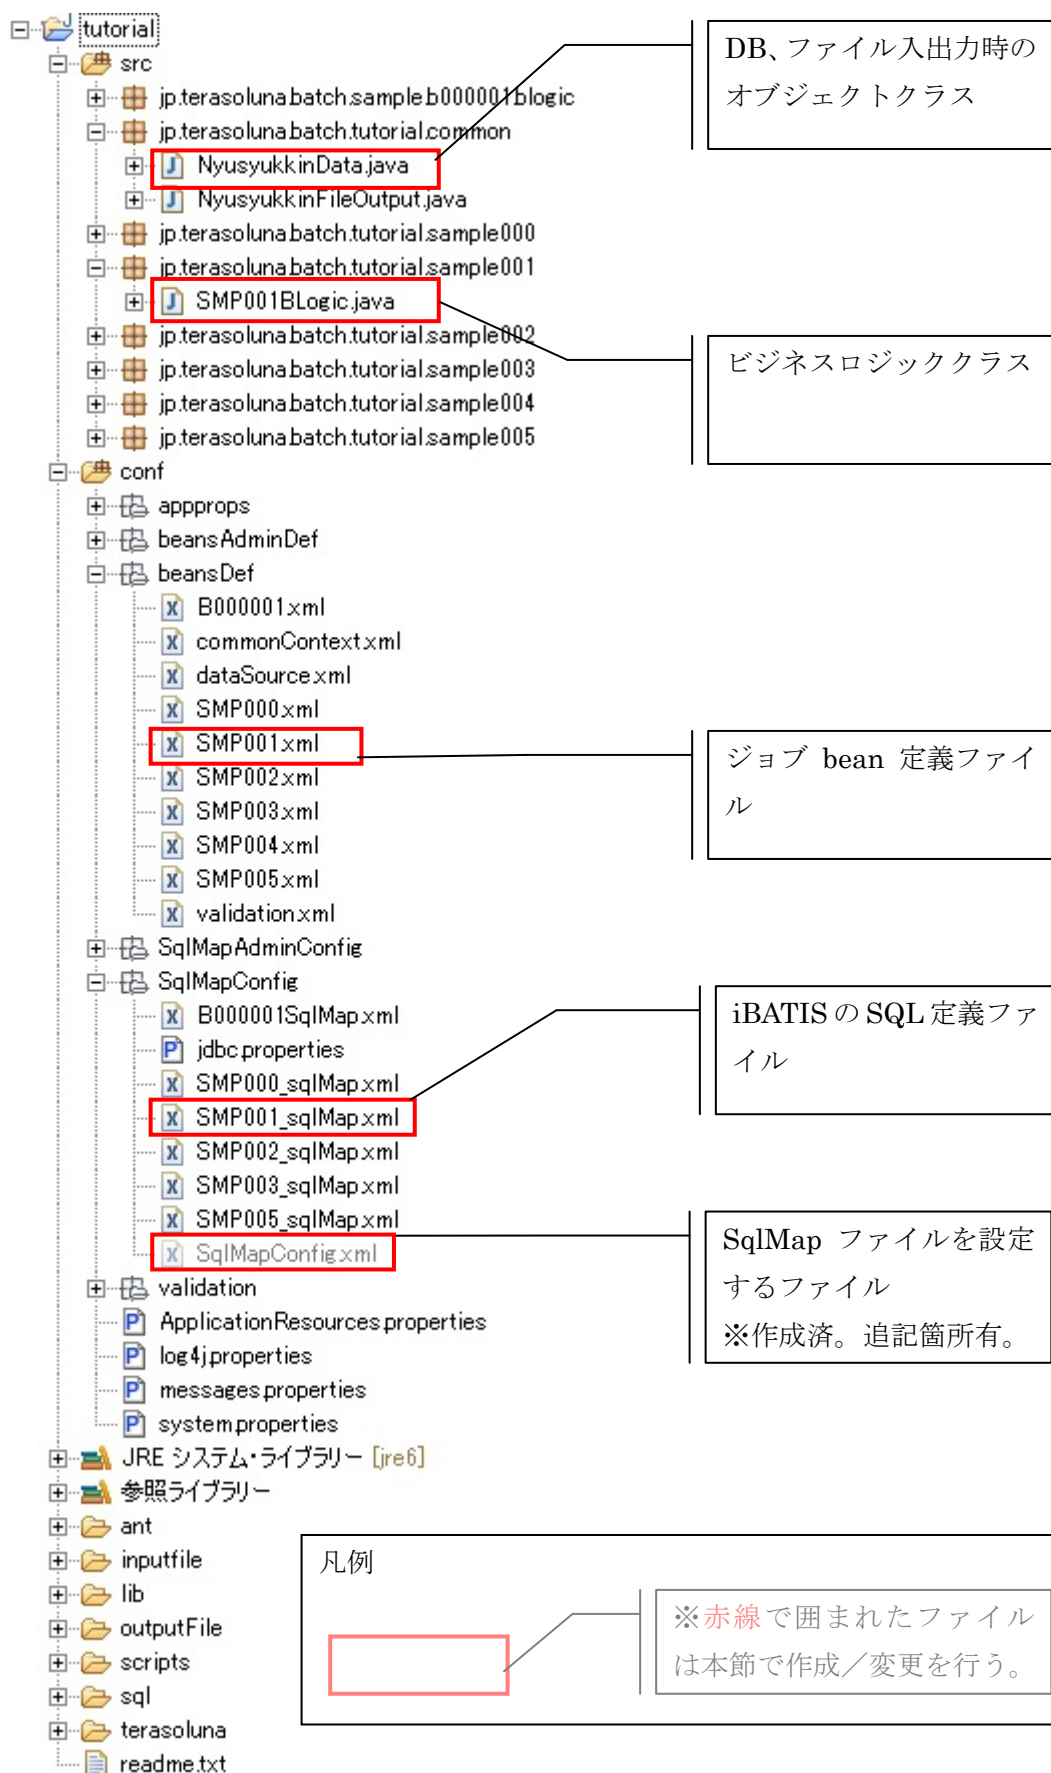 tutorial
src
jp.terasoluna.batch.sample.b000001.blogic
jp.terasoluna.batch.tutorial.common
NyusyukkinData.java
NyusyukkinFileOutput.java
jp.terasoluna.batch.tutorial.sample000
jp.terasoluna.batch.tutorial.sample001
SMP001BLogic.java
jp.terasoluna.batch.tutorial.sample002
jp.terasoluna.batch.tutorial.sample003
jp.terasoluna.batch.tutorial.sample004
jp.terasoluna.batch.tutorial.sample005
conf
appprops
beansAdminDef
beansDef
B000001.xml
commonContext.xml
dataSource.xml
SMP000.xml
SMP001.xml
SMP002.xml
SMP003.xml
SMP004.xml
SMP005.xml
validation.xml
SqlMapAdminConfig
SqlMapConfig
B000001SqlMap.xml
jdbc.properties
SMP000_sqlMap.xml
SMP001_sqlMap.xml
SMP002_sqlMap.xml
SMP003_sqlMap.xml
SMP005_sqlMap.xml
SqlMapConfig.xml
validation
ApplicationResources.properties
log4j.properties
messages.properties
system.properties
JRE システム・ライブラリー [jre6]
参照ライブラリー
ant
inputfile
lib
outputFile
scripts
sql
terasoluna
readme.txt
DB、ファイル入出力時の
オブジェクトクラス
ビジネスロジッククラス
ジョブ bean 定義ファイ
ル
iBATIS の SQL 定義ファ
イル
SqlMap ファイルを設定
するファイル
※作成済。追記箇所有。
凡例
※赤線で囲まれたファイル
は本節で作成／変更を行う。